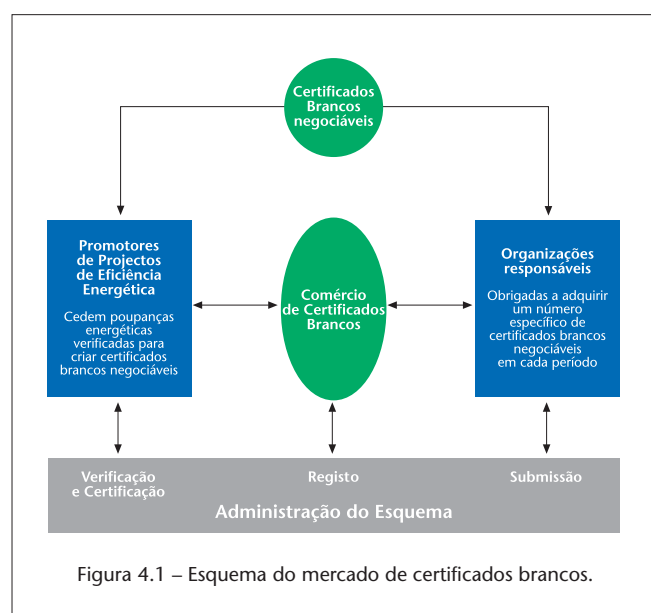 Certificados
Brancos
negociáveis
Promotores
de Projectos
de Eficiência
Energética
Cedem poupanças
energéticas
verificadas para
criar certificados
brancos negociáveis
Comércio
de Certificados
Brancos
Organizações
responsáveis
Obrigadas a adquirir
um número
específico de
certificados brancos
negociáveis
em cada período
Verificação
e Certificação
Registo
Submissão
Administração do Esquema
Figura 4.1 – Esquema do mercado de certificados brancos.